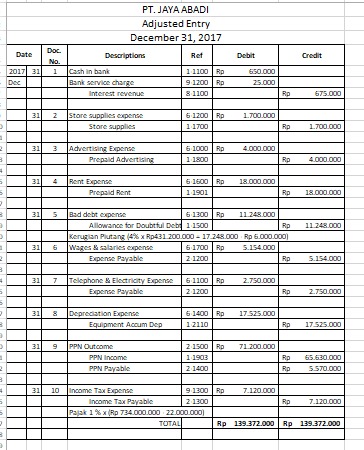 PT. JAYA ABADI
Adjusted Entry
December 31, 2017
Date Doc. No. Descriptions Ref Debit Credit
2017 31 1 Cash in bank 1-1100 Rp 650.000
Dec Bank service charge 9-1200 Rp 25.000
Interest revenue 8-1100 Rp 675.000
31 2 Store supplies expense 6-1200 Rp 1.700.000
Store supplies 1-1700 Rp 1.700.000
31 3 Advertising Expense 6-1000 Rp 4.000.000
Prepaid Advertising 1-1800 Rp 4.000.000
31 4 Rent Expense 6-1600 Rp 18.000.000
Prepaid Rent 1-1901 Rp 18.000.000
31 5 Bad debt expense 6-1300 Rp 11.248.000
Allowance for Doubtful Debt 1-1500 Rp 11.248.000
Kerugian Piutang (4% x Rp431.200.000 = 17.248.000 - Rp 6.000.000)
31 6 Wages & salaries expense 6-1700 Rp 5.154.000
Expense Payable 2-1200 Rp 5.154.000
31 7 Telephone & Electricity Expense 6-1100 Rp 2.750.000
Expense Payable 2-1200 Rp 2.750.000
31 8 Depreciation Expense 6-1400 Rp 17.525.000
Equipment Accum Dep 1-2110 Rp 17.525.000
31 9 PPN Outcome 2-1500 Rp 71.200.000
PPN Income 1-1903 Rp 65.630.000
PPN Payable 2-1400 Rp 5.570.000
31 10 Income Tax Expense 9-1300 Rp 7.120.000
Income Tax Payable 2-1300 Rp 7.120.000
Pajak 1 % x (Rp 734.000.000 - 22.000.000)
TOTAL Rp 139.372.000 Rp 139.372.000